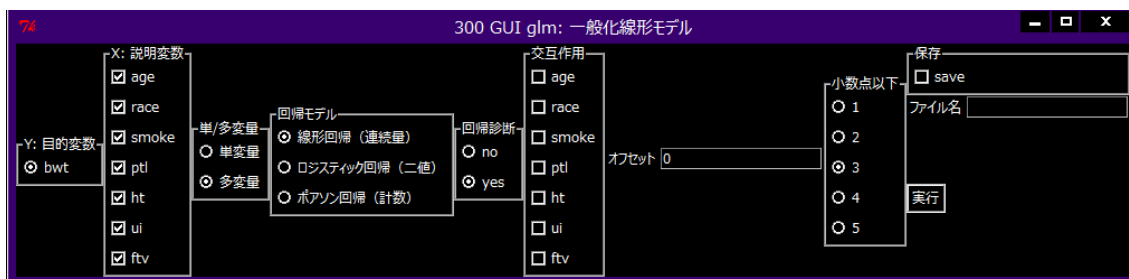 300 GUI glm: 一般化線形モデル
Y: 目的変数
bwt
X: 説明変数
age
race
smoke
ptl
ht
ui
ftv
単/多変量
単変量
多変量
回帰モデル
線形回帰（連続量）
ロジスティック回帰（二値）
ポアソン回帰（計数）
回帰診断
no
yes
交互作用
age
race
smoke
ptl
ht
ui
ftv
オフセット 0
小数点以下
1
2
3
4
5
保存
save
ファイル名
実行